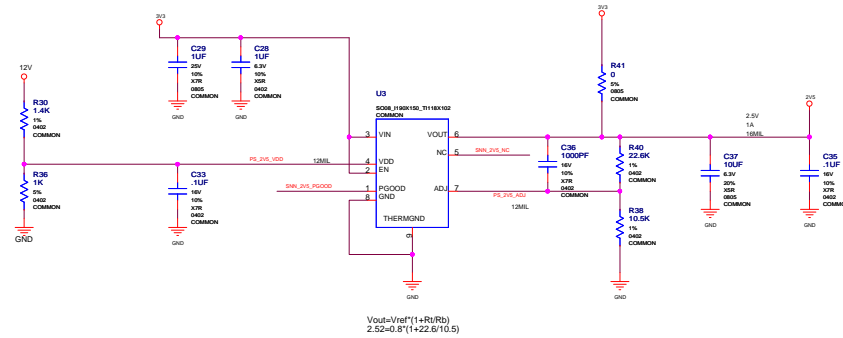 3V3
3V3
12V
2V5
C29
1UF
25V
10%
X7R
0805
COMMON
GND
C28
1UF
6.3V
10%
X5R
0402
COMMON
GND
R41
0
5%
0805
COMMON
R30
1.4K
1%
0402
COMMON
R36
1K
5%
0402
COMMON
GND
C33
.1UF
16V
10%
X7R
0402
COMMON
GND
PS_2V5_VDD
12MIL
SNN_2V5_PGOOD
U3
SO08_I190X150_TI118X102
COMMON
3 VIN
4 VDD
2 EN
1 PGOOD
8 GND
THERMGND
9
VOUT 6
NC 5
ADJ 7
GND
SNN_2V5_NC
PS_2V5_ADJ
12MIL
C36
1000PF
16V
10%
X7R
0402
COMMON
R40
22.6K
1%
0402
COMMON
R38
10.5K
1%
0402
COMMON
GND
2.5V
1A
16MIL
C37
10UF
6.3V
20%
X5R
0805
COMMON
GND
C35
.1UF
16V
10%
X7R
0402
COMMON
GND
Vout=Vref*(1+Rt/Rb)
2.52=0.8*(1+22.6/10.5)